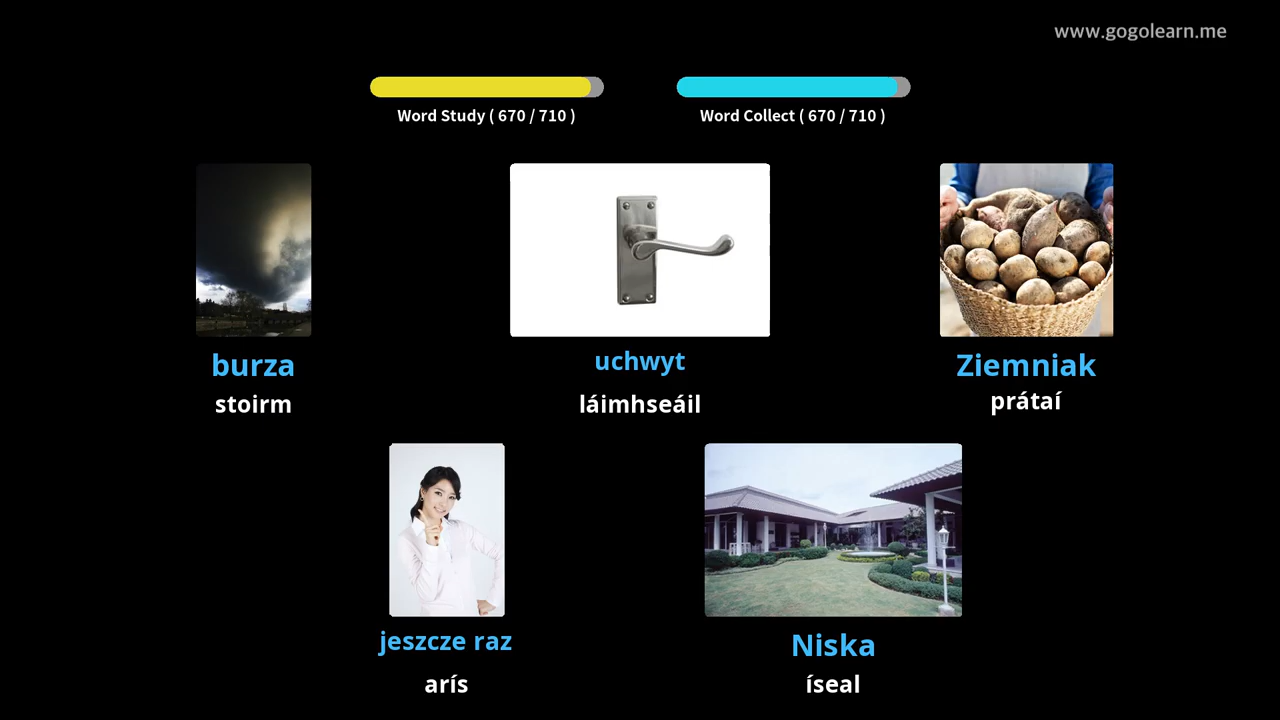 www.gogolearn.me
Word Study ( 670 / 710 )
Word Collect ( 670 / 710 )
burza
stoirm
uchwyt
láimhseáil
Ziemniak
prátaí
jeszcze raz
arís
Niska
íseal